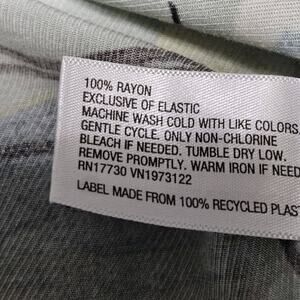 100% RAYON
EXCLUSIVE OF ELASTIC
MACHINE WASH COLD WITH LIKE COLORS,
GENTLE CYCLE. ONLY NON-CHLORINE
BLEACH IF NEEDED. TUMBLE DRY LOW.
REMOVE PROMPTLY. WARM IRON IF NEED
RN17730 VN1973122
LABEL MADE FROM 100% RECYCLED PLAST